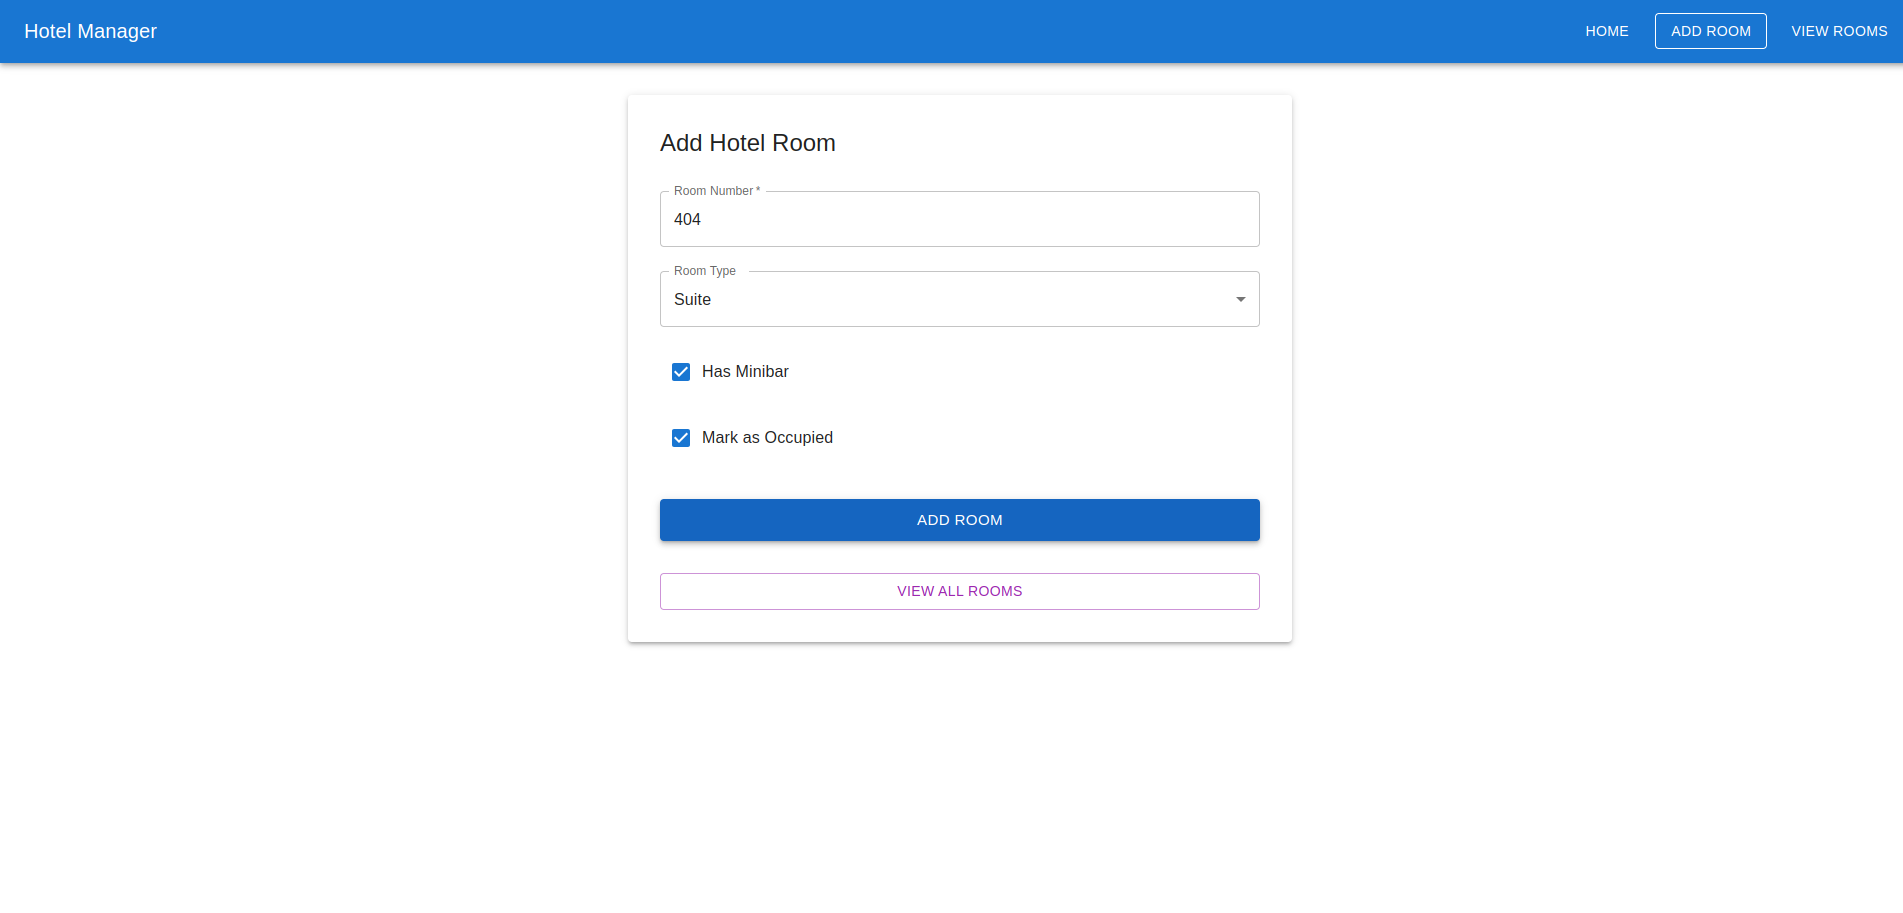 Hotel Manager
HOME
ADD ROOM
VIEW ROOMS
Add Hotel Room
Room Number *
404
Room Type
Suite
Has Minibar
Mark as Occupied
ADD ROOM
VIEW ALL ROOMS